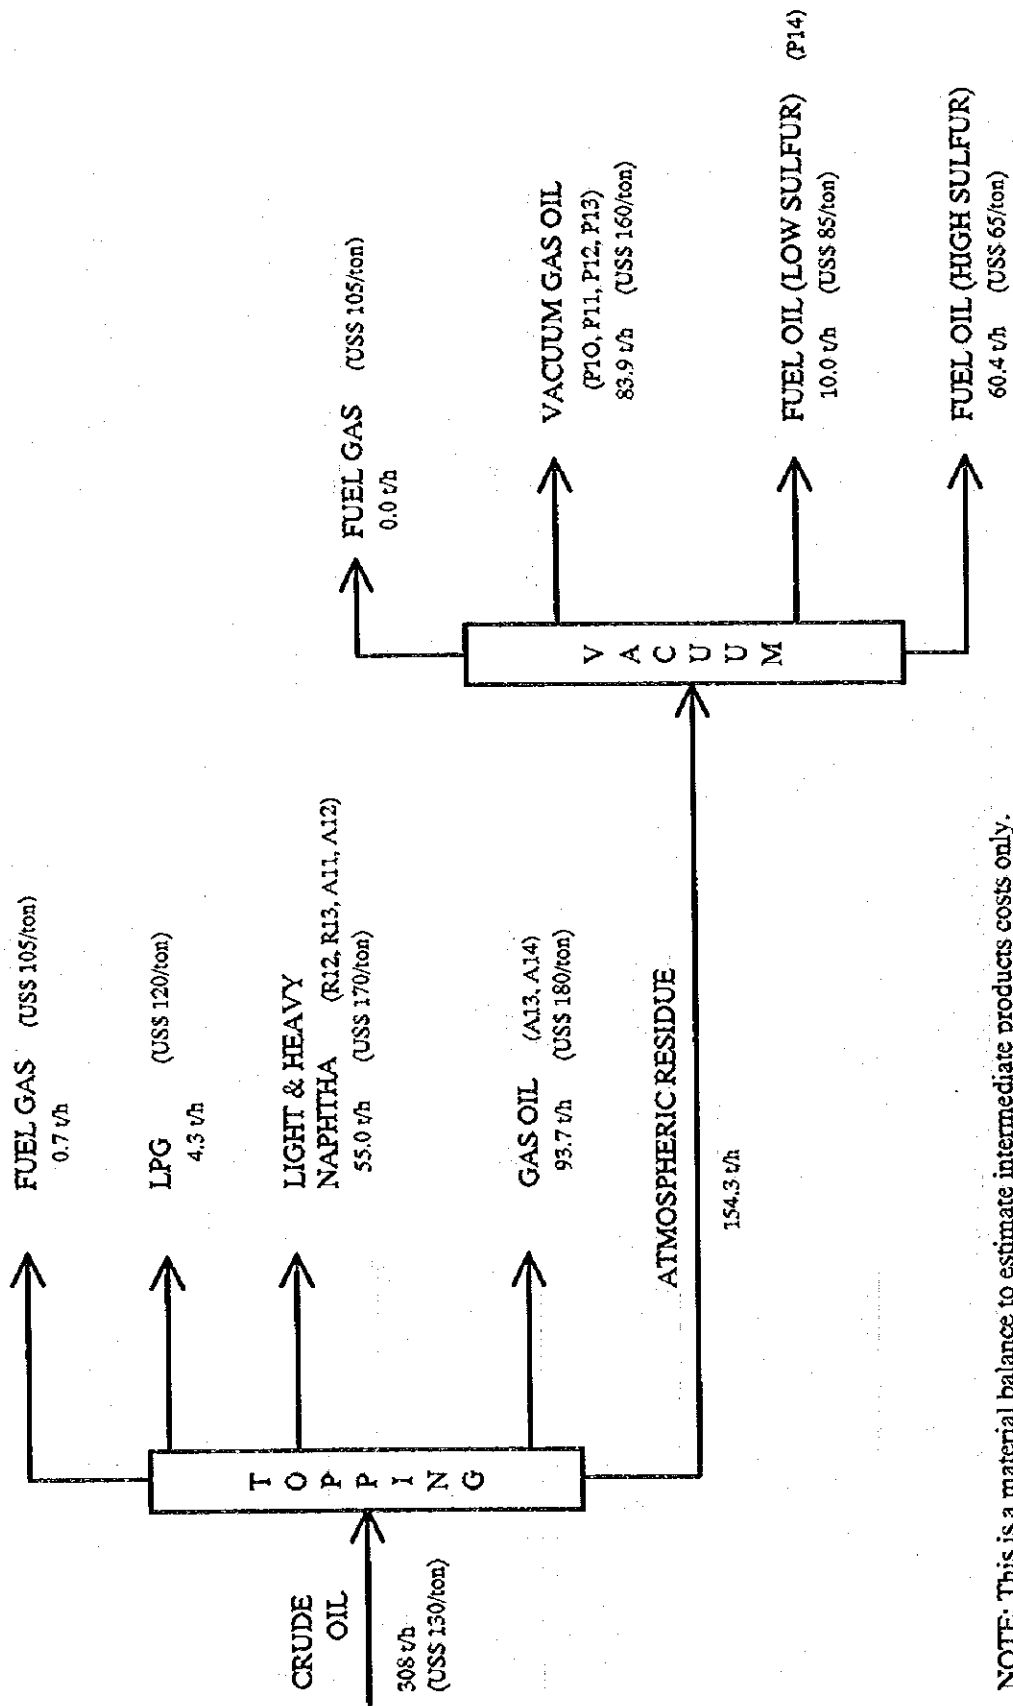 CRUDE
OIL
308 t/h
(US$ 130/ton)
TOPPING
FUEL GAS (US$ 105/ton)
0.7 t/h
LPG (US$ 120/ton)
4.3 t/h
LIGHT & HEAVY
NAPHTHA (R12, R13, A11, A12)
55.0 t/h (US$ 170/ton)
GAS OIL (A13, A14)
93.7 t/h (US$ 180/ton)
ATMOSPHERIC RESIDUE
154.3 t/h
VACUUM
FUEL GAS (US$ 105/ton)
0.0 t/h
VACUUM GAS OIL
(P10, P11, P12, P13)
83.9 t/h (US$ 160/ton)
FUEL OIL (LOW SULFUR) (P14)
10.0 t/h (US$ 85/ton)
FUEL OIL (HIGH SULFUR)
60.4 t/h (US$ 65/ton)
NOTE: This is a material balance to estimate intermediate products costs only.